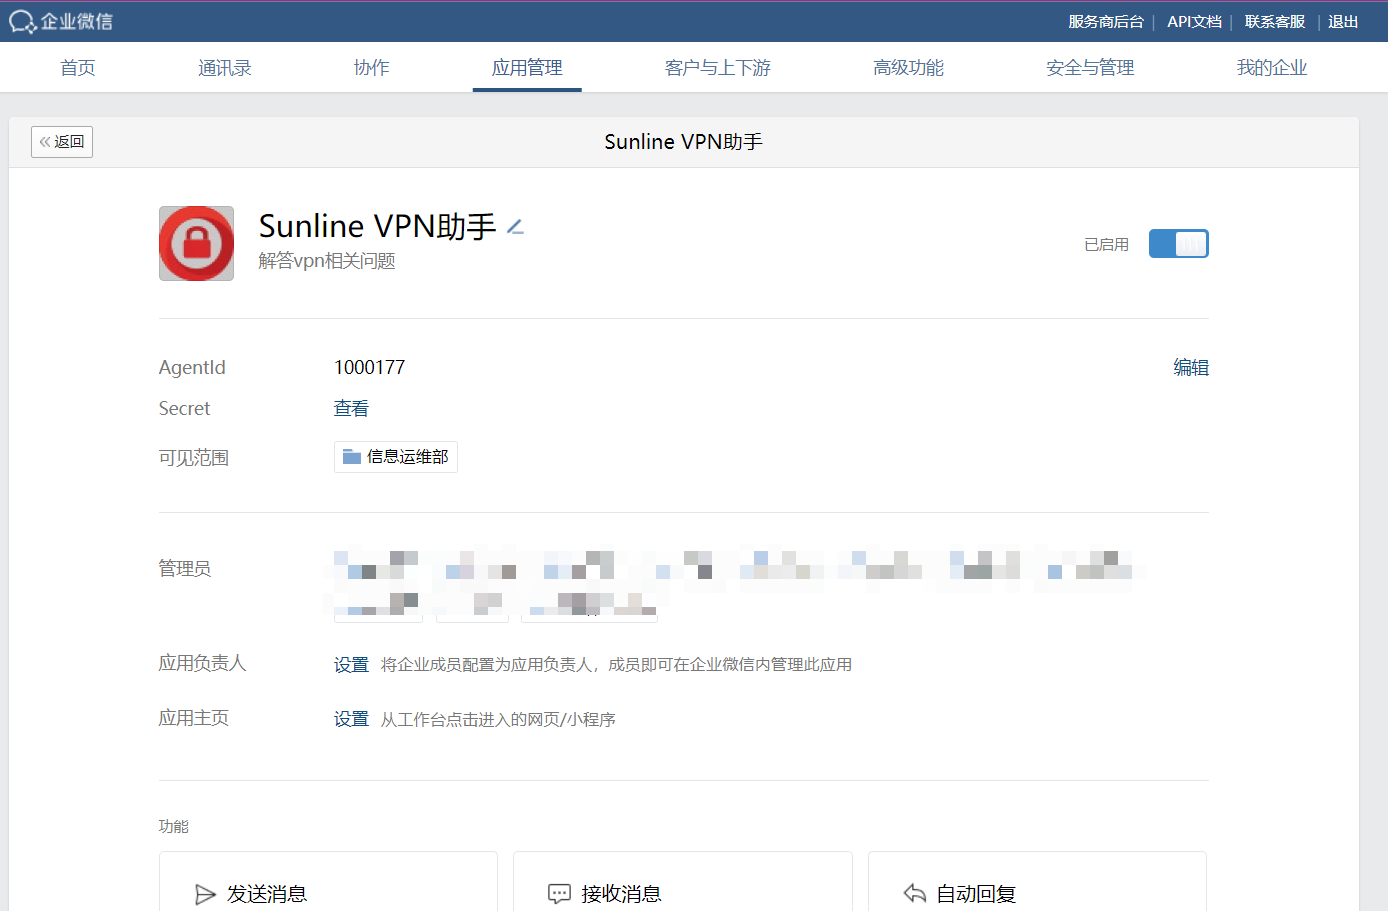 企业微信
服务商后台 | API文档 | 联系客服 | 退出
首页 通讯录 协作 应用管理 客户与上下游 高级功能 安全与管理 我的企业
«返回 Sunline VPN助手
Sunline VPN助手
解答vpn相关问题
已启用
AgentId 1000177 编辑
Secret 查看
可见范围 信息运维部
管理员
应用负责人 设置 将企业成员配置为应用负责人，成员即可在企业微信内管理此应用
应用主页 设置 从工作台点击进入的网页/小程序
功能
发送消息 接收消息 自动回复